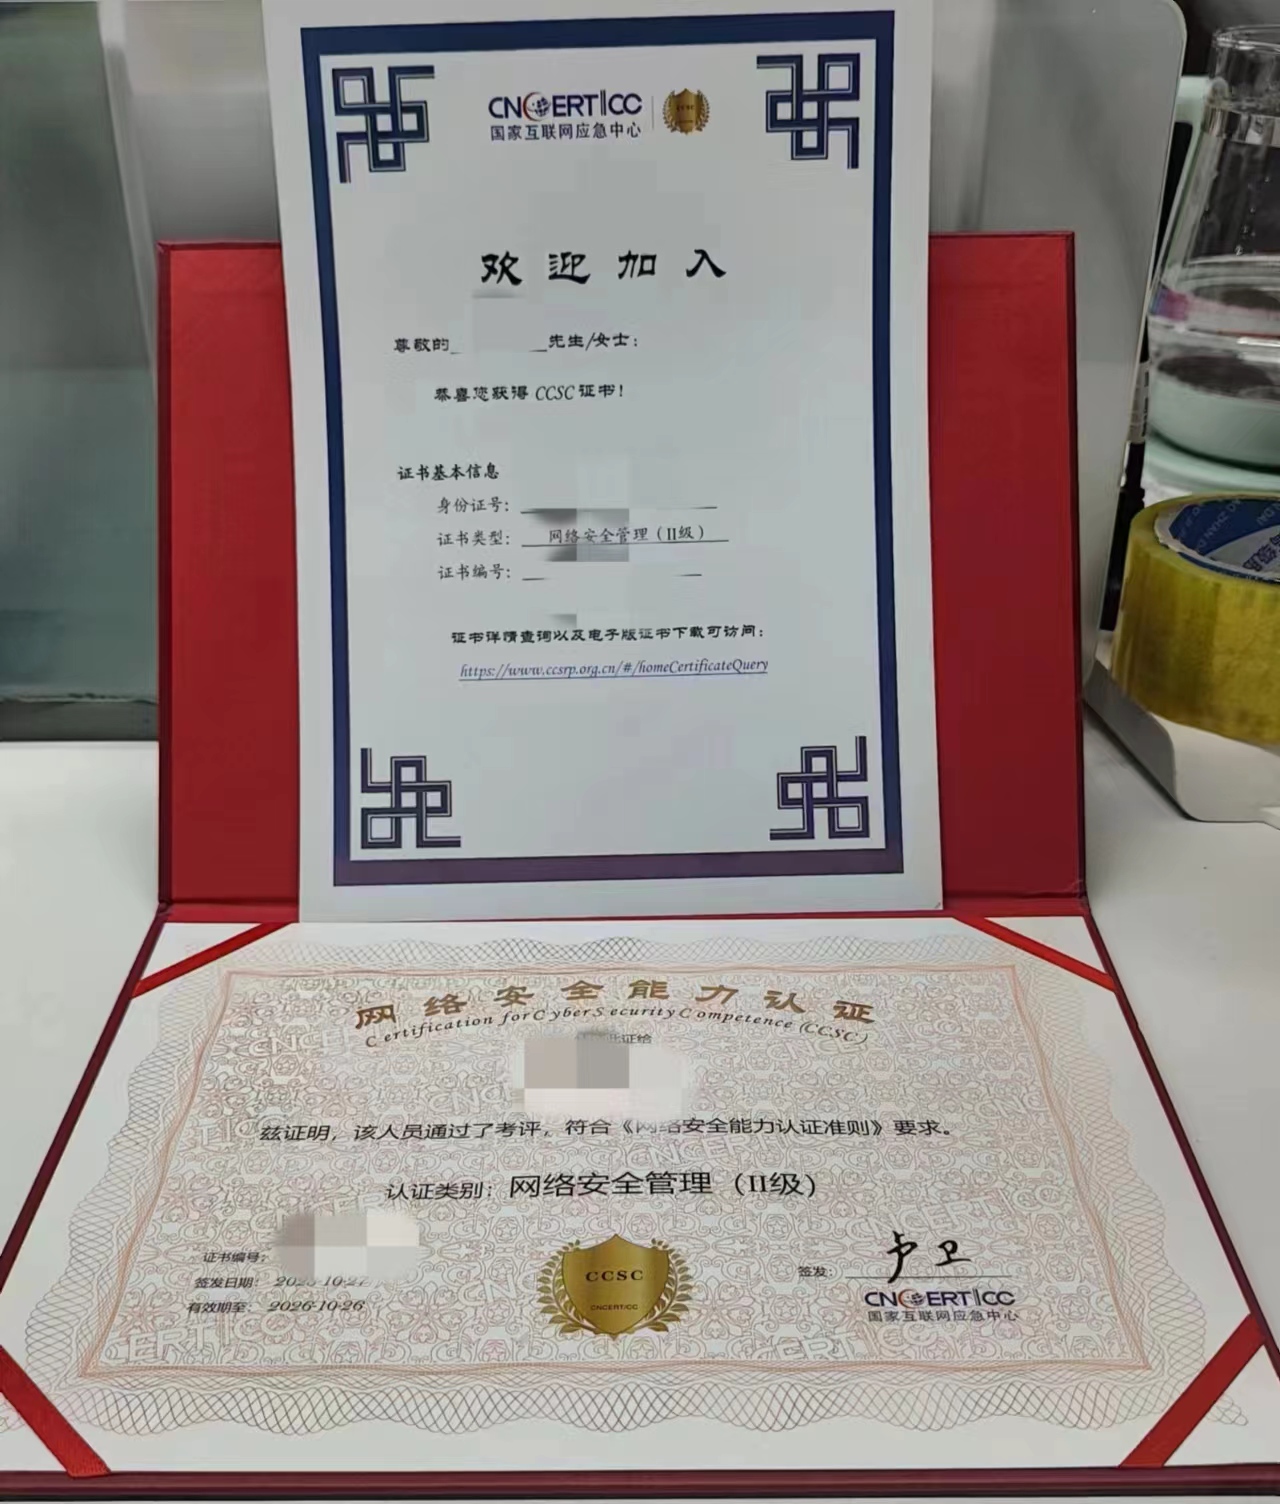 CNCERT/CC
国家互联网应急中心
CCSC
欢迎加入
尊敬的 先生/女士：
恭喜您获得 CCSC 证书！
证书基本信息
身份证号：
证书类型： 网络安全管理（II级）
证书编号：
证书详情查询以及电子版证书下载可访问：
https://www.ccsrp.org.cn/#/homeCertificateQuery
网络安全能力认证
Certification for Cyber Security Competence (CCSC)
此证给
兹证明，该人员通过了考评，符合《网络安全能力认证准则》要求。
认证类别：网络安全管理（II级）
证书编号：
签发日期：
有效期至： 2026-10-26
CCSC
CNCERT/CC
签发： 卢卫
CNCERT/CC
国家互联网应急中心